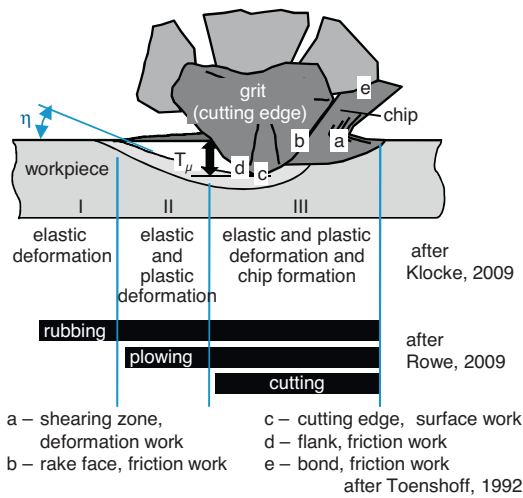 grit
(cutting edge)
e
chip
η
b
a
Tμ
d
c
workpiece
I
II
III
elastic
deformation
elastic
and
plastic
deformation
elastic and plastic
deformation and
chip formation
after
Klocke, 2009
rubbing
plowing
cutting
after
Rowe, 2009
a – shearing zone,
deformation work
b – rake face, friction work
c – cutting edge, surface work
d – flank, friction work
e – bond, friction work
after Toenshoff, 1992